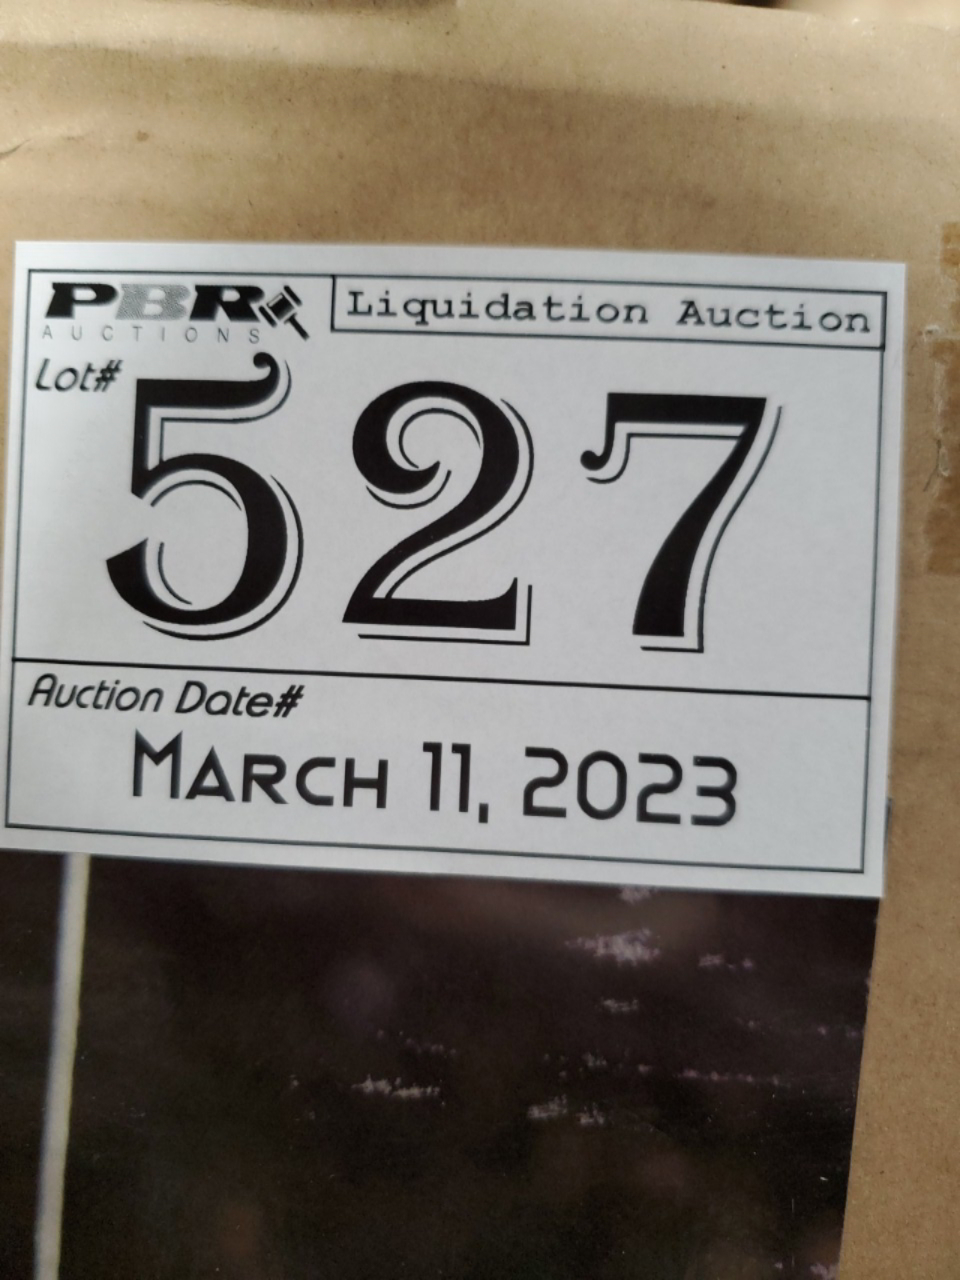 PBR
AUCTIONS
Liquidation Auction
Lot#
527
Auction Date#
March 11, 2023